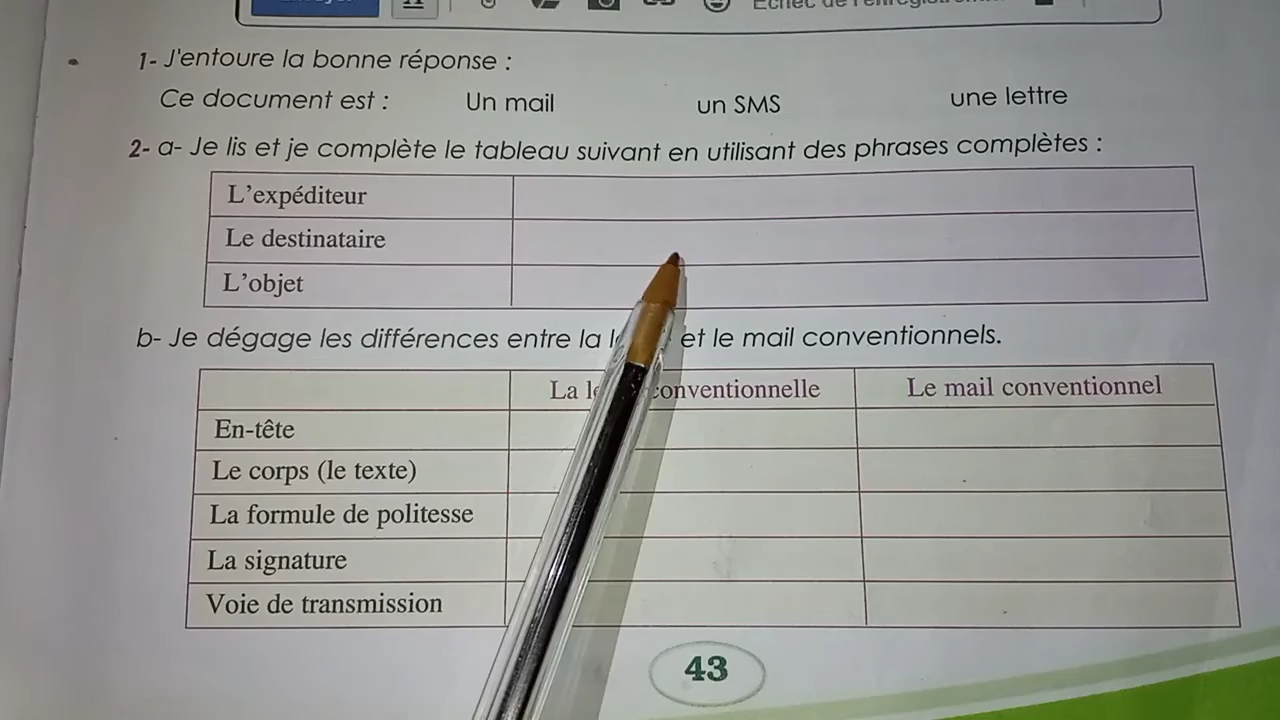 1- J'entoure la bonne réponse :
Ce document est : Un mail un SMS une lettre
2- a- Je lis et je complète le tableau suivant en utilisant des phrases complètes :
L'expéditeur
Le destinataire
L'objet
b- Je dégage les différences entre la et le mail conventionnels.
La conventionnelle Le mail conventionnel
En-tête
Le corps (le texte)
La formule de politesse
La signature
Voie de transmission
43